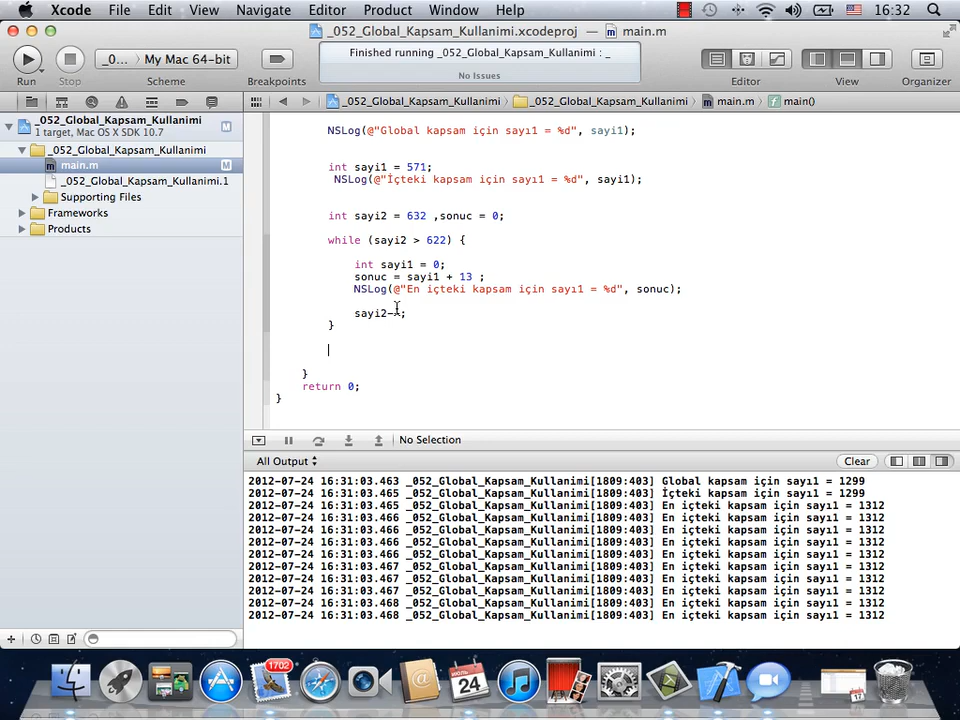 Xcode File Edit View Navigate Editor Product Window Help 16:32
_052_Global_Kapsam_Kullanimi.xcodeproj — main.m
_0... My Mac 64-bit
Finished running _052_Global_Kapsam_Kullanimi : _
No Issues
Run Stop Scheme Breakpoints Editor View Organizer
_052_Global_Kapsam_Kullanimi _052_Global_Kapsam_Kullanimi main.m main()
_052_Global_Kapsam_Kullanimi M
1 target, Mac OS X SDK 10.7
_052_Global_Kapsam_Kullanimi
main.m M
_052_Global_Kapsam_Kullanimi.1
Supporting Files
Frameworks
Products
NSLog(@"Global kapsam için sayı1 = %d", sayi1);
int sayi1 = 571;
NSLog(@"İçteki kapsam için sayı1 = %d", sayi1);
int sayi2 = 632 ,sonuc = 0;
while (sayi2 > 622) {
int sayi1 = 0;
sonuc = sayi1 + 13 ;
NSLog(@"En içteki kapsam için sayı1 = %d", sonuc);
sayi2--;
}
}
return 0;
}
No Selection
All Output Clear
2012-07-24 16:31:03.463 _052_Global_Kapsam_Kullanimi[1809:403] Global kapsam için sayı1 = 1299
2012-07-24 16:31:03.465 _052_Global_Kapsam_Kullanimi[1809:403] İçteki kapsam için sayı1 = 1299
2012-07-24 16:31:03.465 _052_Global_Kapsam_Kullanimi[1809:403] En içteki kapsam için sayı1 = 1312
2012-07-24 16:31:03.466 _052_Global_Kapsam_Kullanimi[1809:403] En içteki kapsam için sayı1 = 1312
2012-07-24 16:31:03.466 _052_Global_Kapsam_Kullanimi[1809:403] En içteki kapsam için sayı1 = 1312
2012-07-24 16:31:03.466 _052_Global_Kapsam_Kullanimi[1809:403] En içteki kapsam için sayı1 = 1312
2012-07-24 16:31:03.466 _052_Global_Kapsam_Kullanimi[1809:403] En içteki kapsam için sayı1 = 1312
2012-07-24 16:31:03.467 _052_Global_Kapsam_Kullanimi[1809:403] En içteki kapsam için sayı1 = 1312
2012-07-24 16:31:03.467 _052_Global_Kapsam_Kullanimi[1809:403] En içteki kapsam için sayı1 = 1312
2012-07-24 16:31:03.467 _052_Global_Kapsam_Kullanimi[1809:403] En içteki kapsam için sayı1 = 1312
2012-07-24 16:31:03.468 _052_Global_Kapsam_Kullanimi[1809:403] En içteki kapsam için sayı1 = 1312
2012-07-24 16:31:03.468 _052_Global_Kapsam_Kullanimi[1809:403] En içteki kapsam için sayı1 = 1312
1702
24
17